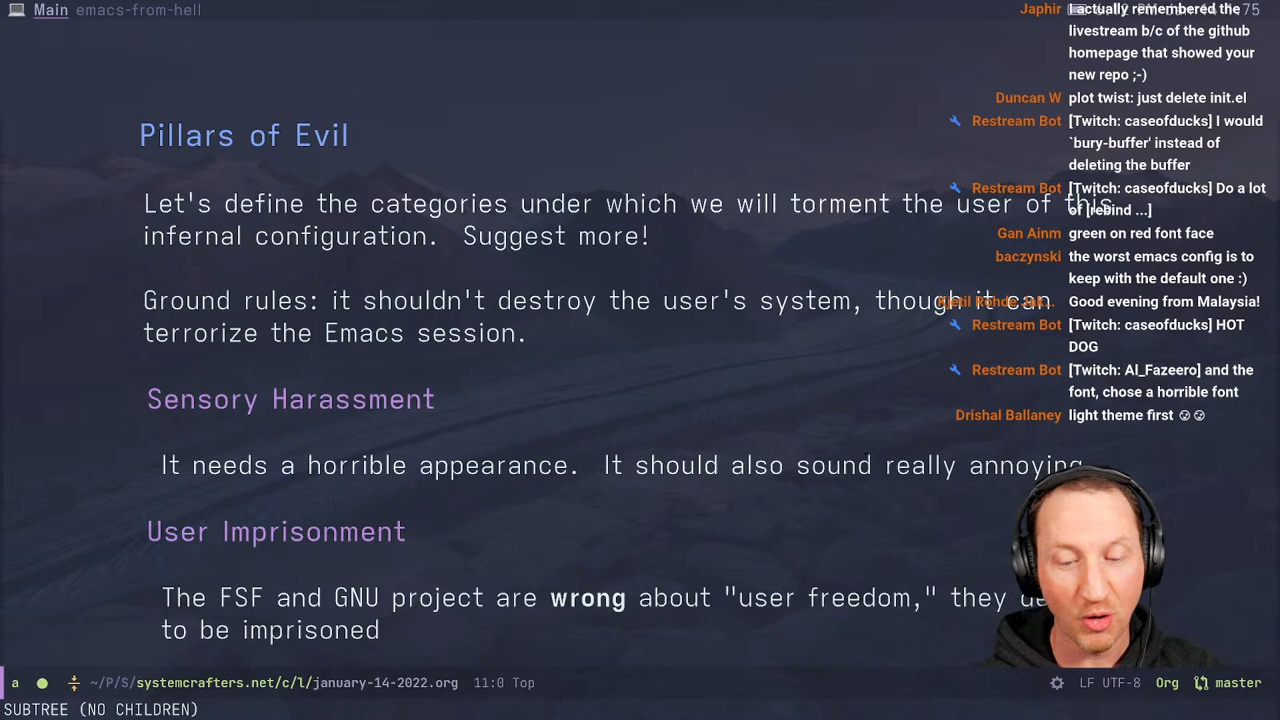 Main emacs-from-hell
75
Pillars of Evil
Let's define the categories under which we will torment the user of this
infernal configuration.  Suggest more!
Ground rules: it shouldn't destroy the user's system, though it can
terrorize the Emacs session.
Sensory Harassment
It needs a horrible appearance.  It should also sound really annoying
User Imprisonment
The FSF and GNU project are wrong about "user freedom," they
to be imprisoned
Japhir I actually remembered the
livestream b/c of the github
homepage that showed your
new repo ;-)
Duncan W plot twist: just delete init.el
Restream Bot [Twitch: caseofducks] I would
`bury-buffer' instead of
deleting the buffer
Restream Bot [Twitch: caseofducks] Do a lot
of [rebind ...]
Gan Ainm green on red font face
baczynski the worst emacs config is to
keep with the default one :)
Good evening from Malaysia!
Restream Bot [Twitch: caseofducks] HOT
DOG
Restream Bot [Twitch: Al_Fazeero] and the
font, chose a horrible font
Drishal Ballaney light theme first
a ~/P/S/systemcrafters.net/c/l/january-14-2022.org 11:0 Top LF UTF-8 Org master
SUBTREE (NO CHILDREN)